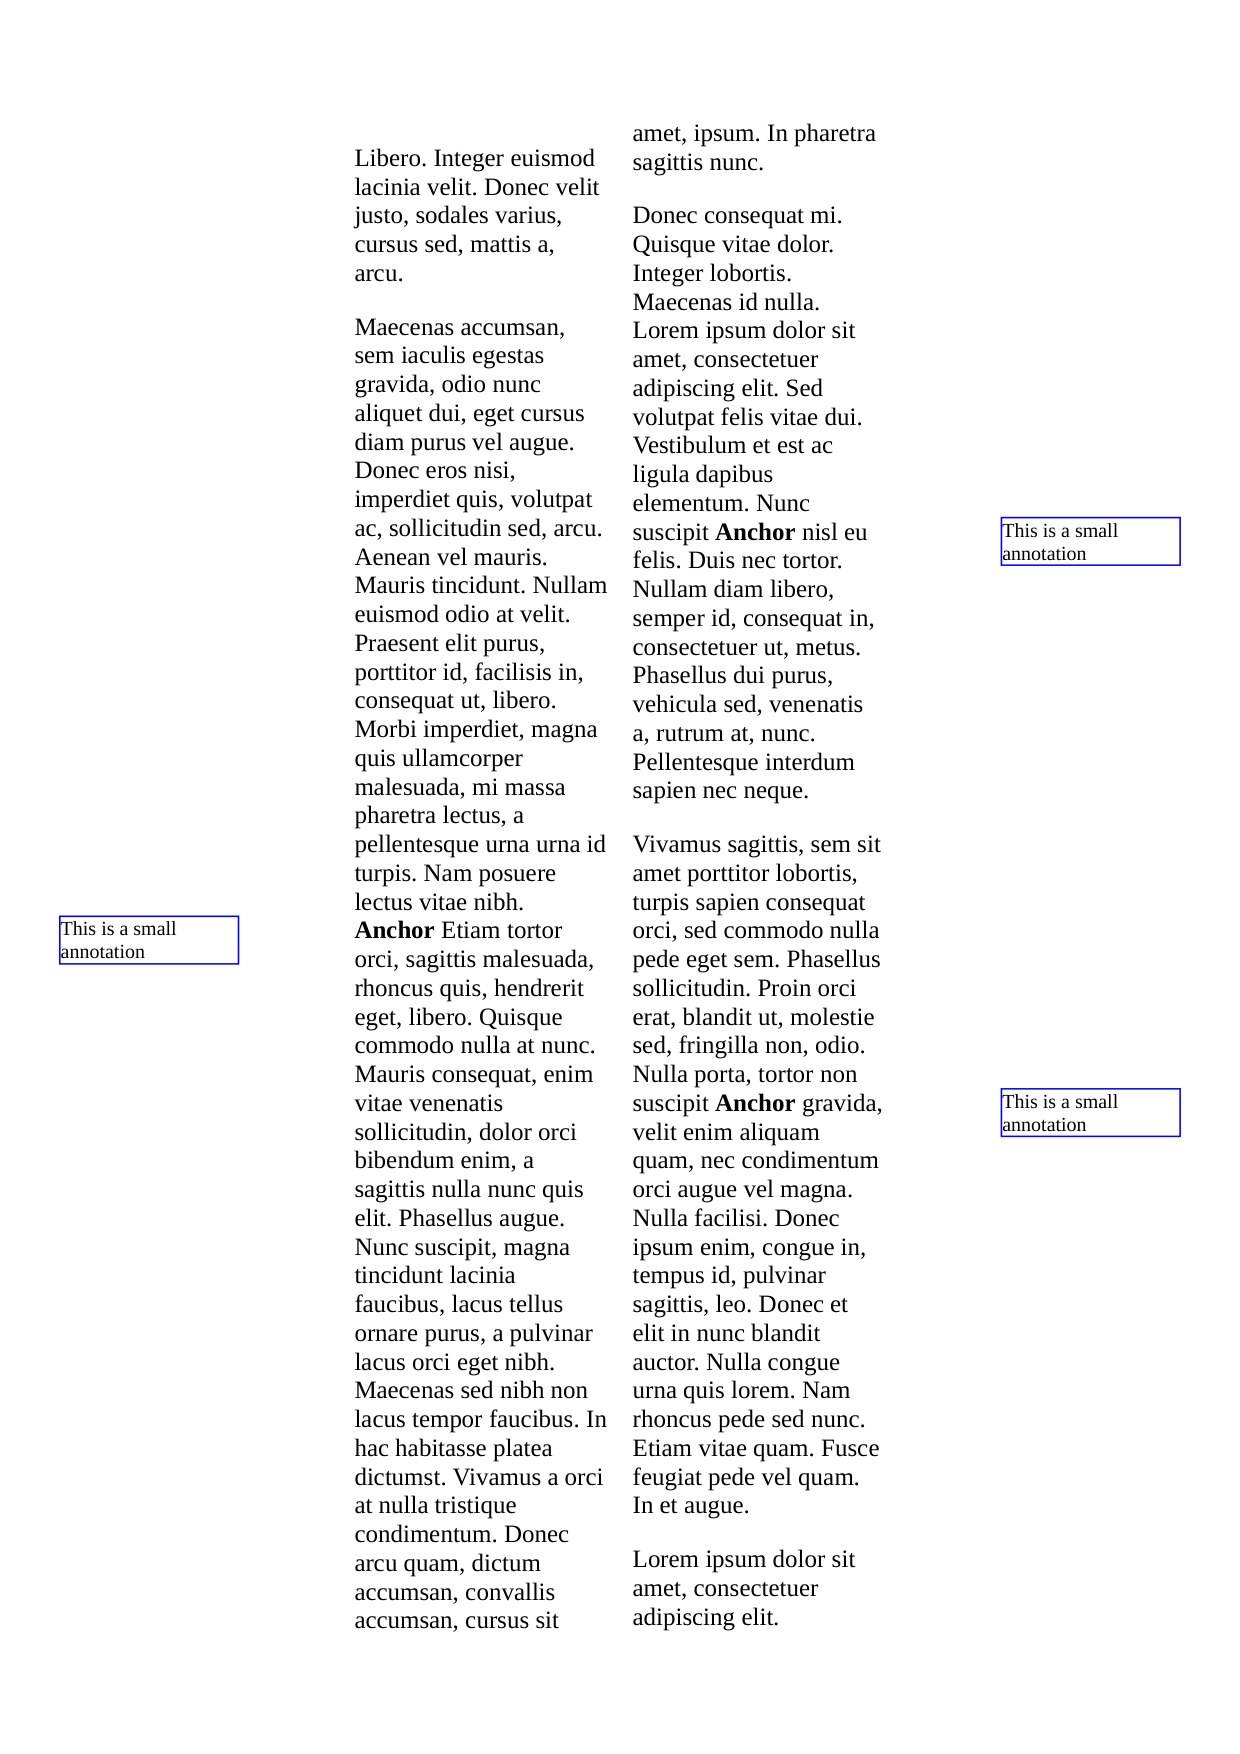 Libero. Integer euismod
lacinia velit. Donec velit
justo, sodales varius,
cursus sed, mattis a,
arcu.
Maecenas accumsan,
sem iaculis egestas
gravida, odio nunc
aliquet dui, eget cursus
diam purus vel augue.
Donec eros nisi,
imperdiet quis, volutpat
ac, sollicitudin sed, arcu.
Aenean vel mauris.
Mauris tincidunt. Nullam
euismod odio at velit.
Praesent elit purus,
porttitor id, facilisis in,
consequat ut, libero.
Morbi imperdiet, magna
quis ullamcorper
malesuada, mi massa
pharetra lectus, a
pellentesque urna urna id
turpis. Nam posuere
lectus vitae nibh.
Anchor Etiam tortor
orci, sagittis malesuada,
rhoncus quis, hendrerit
eget, libero. Quisque
commodo nulla at nunc.
Mauris consequat, enim
vitae venenatis
sollicitudin, dolor orci
bibendum enim, a
sagittis nulla nunc quis
elit. Phasellus augue.
Nunc suscipit, magna
tincidunt lacinia
faucibus, lacus tellus
ornare purus, a pulvinar
lacus orci eget nibh.
Maecenas sed nibh non
lacus tempor faucibus. In
hac habitasse platea
dictumst. Vivamus a orci
at nulla tristique
condimentum. Donec
arcu quam, dictum
accumsan, convallis
accumsan, cursus sit
This is a small
annotation
amet, ipsum. In pharetra
sagittis nunc.
Donec consequat mi.
Quisque vitae dolor.
Integer lobortis.
Maecenas id nulla.
Lorem ipsum dolor sit
amet, consectetuer
adipiscing elit. Sed
volutpat felis vitae dui.
Vestibulum et est ac
ligula dapibus
elementum. Nunc
suscipit Anchor nisl eu
felis. Duis nec tortor.
Nullam diam libero,
semper id, consequat in,
consectetuer ut, metus.
Phasellus dui purus,
vehicula sed, venenatis
a, rutrum at, nunc.
Pellentesque interdum
sapien nec neque.
Vivamus sagittis, sem sit
amet porttitor lobortis,
turpis sapien consequat
orci, sed commodo nulla
pede eget sem. Phasellus
sollicitudin. Proin orci
erat, blandit ut, molestie
sed, fringilla non, odio.
Nulla porta, tortor non
suscipit Anchor gravida,
velit enim aliquam
quam, nec condimentum
orci augue vel magna.
Nulla facilisi. Donec
ipsum enim, congue in,
tempus id, pulvinar
sagittis, leo. Donec et
elit in nunc blandit
auctor. Nulla congue
urna quis lorem. Nam
rhoncus pede sed nunc.
Etiam vitae quam. Fusce
feugiat pede vel quam.
In et augue.
Lorem ipsum dolor sit
amet, consectetuer
adipiscing elit.
This is a small
annotation
This is a small
annotation